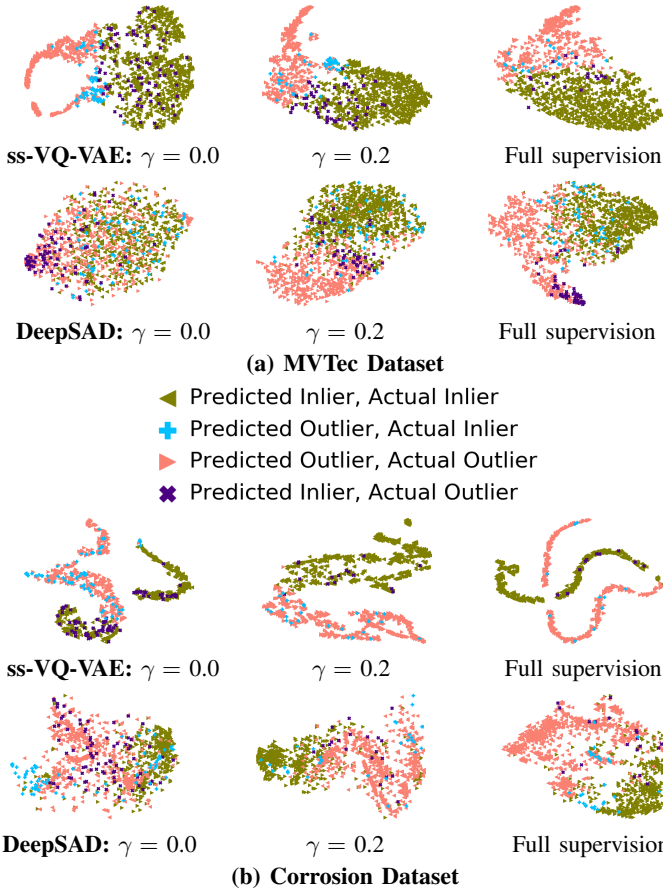 ss-VQ-VAE: γ = 0.0 γ = 0.2 Full supervision
DeepSAD: γ = 0.0 γ = 0.2 Full supervision
(a) MVTec Dataset
Predicted Inlier, Actual Inlier
Predicted Outlier, Actual Inlier
Predicted Outlier, Actual Outlier
Predicted Inlier, Actual Outlier
ss-VQ-VAE: γ = 0.0 γ = 0.2 Full supervision
DeepSAD: γ = 0.0 γ = 0.2 Full supervision
(b) Corrosion Dataset